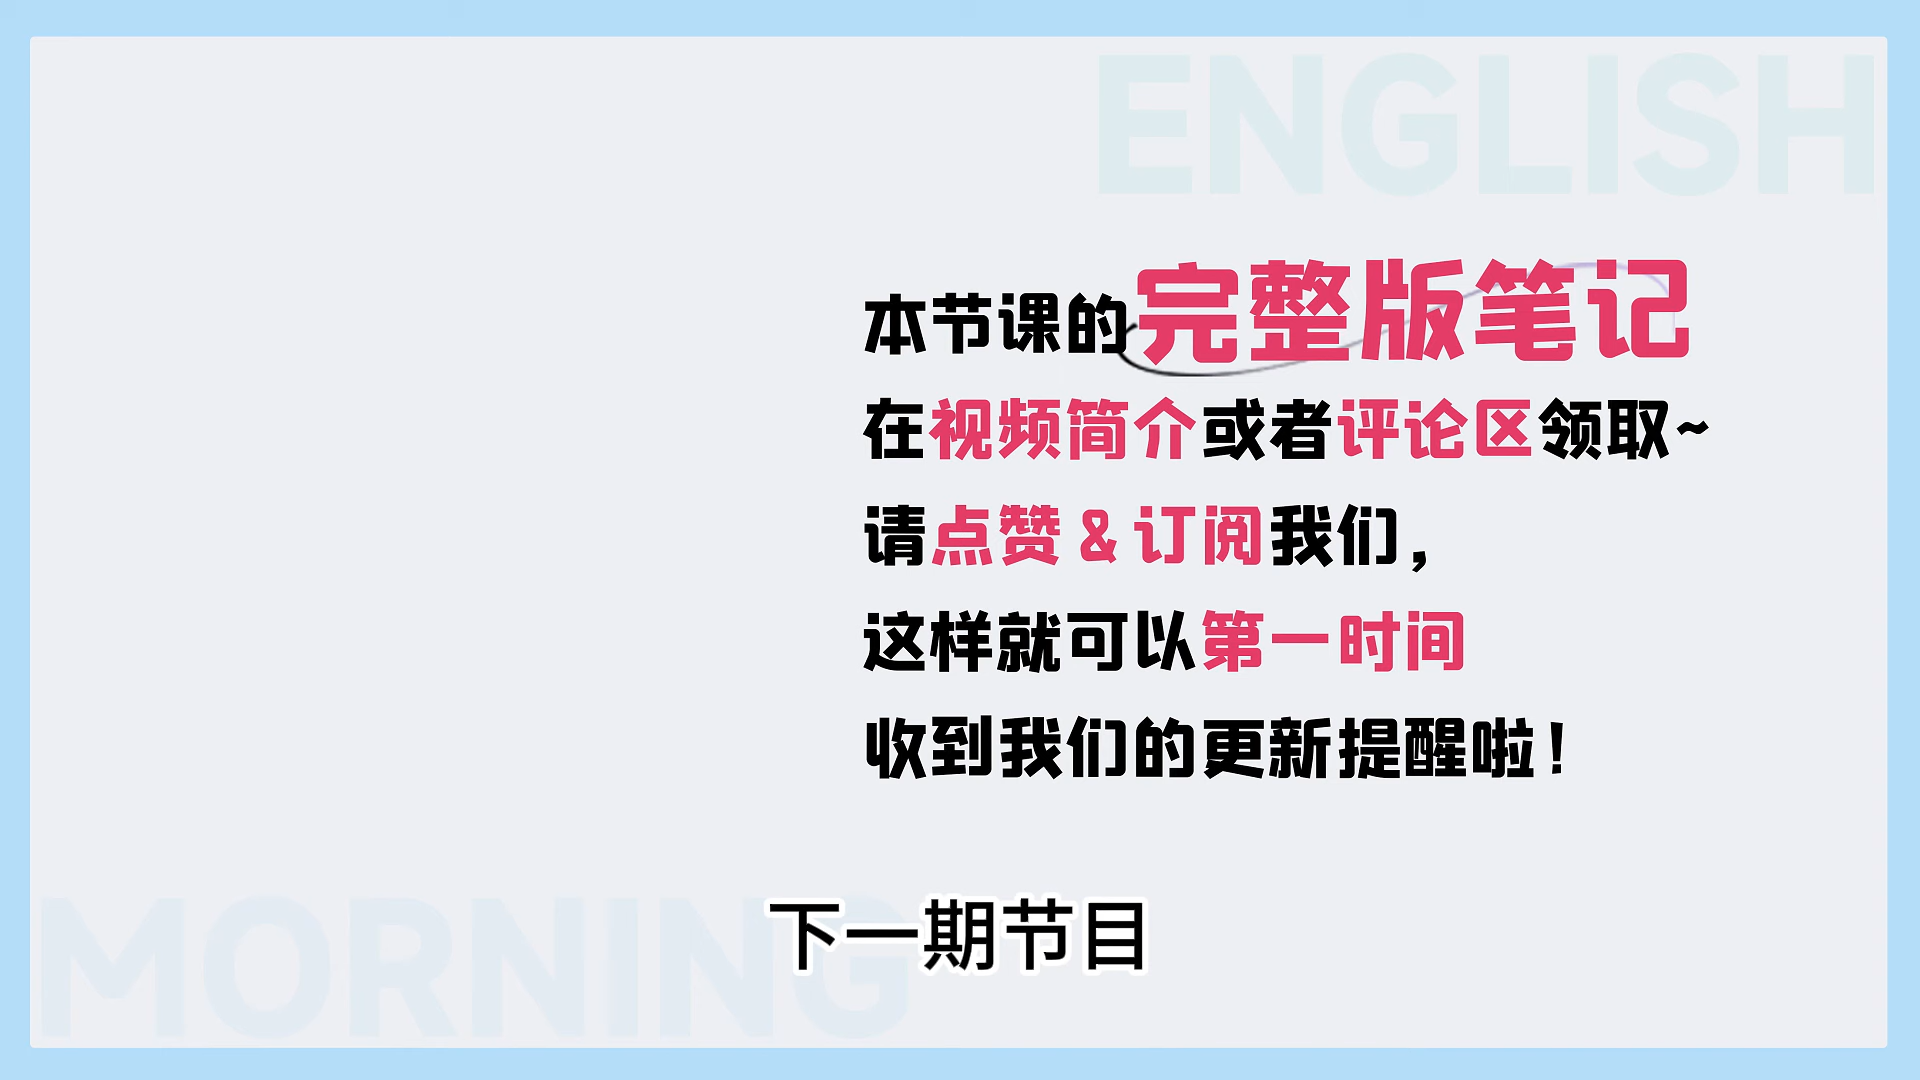 ENGLISH
本节课的完整版笔记
在视频简介或者评论区领取~
请点赞&订阅我们，
这样就可以第一时间
收到我们的更新提醒啦！
MORNING
下一期节目